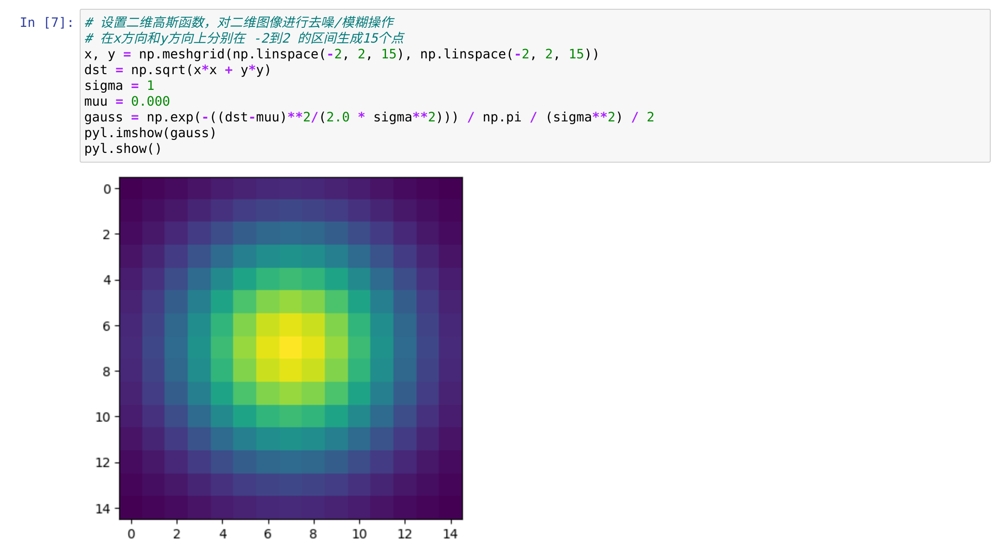 In [7]:
# 设置二维高斯函数，对二维图像进行去噪/模糊操作
# 在x方向和y方向上分别在 -2到2 的区间生成15个点
x, y = np.meshgrid(np.linspace(-2, 2, 15), np.linspace(-2, 2, 15))
dst = np.sqrt(x*x + y*y)
sigma = 1
muu = 0.000
gauss = np.exp(-((dst-muu)**2/(2.0 * sigma**2))) / np.pi / (sigma**2) / 2
pyl.imshow(gauss)
pyl.show()
0
2
4
6
8
10
12
14
0 2 4 6 8 10 12 14